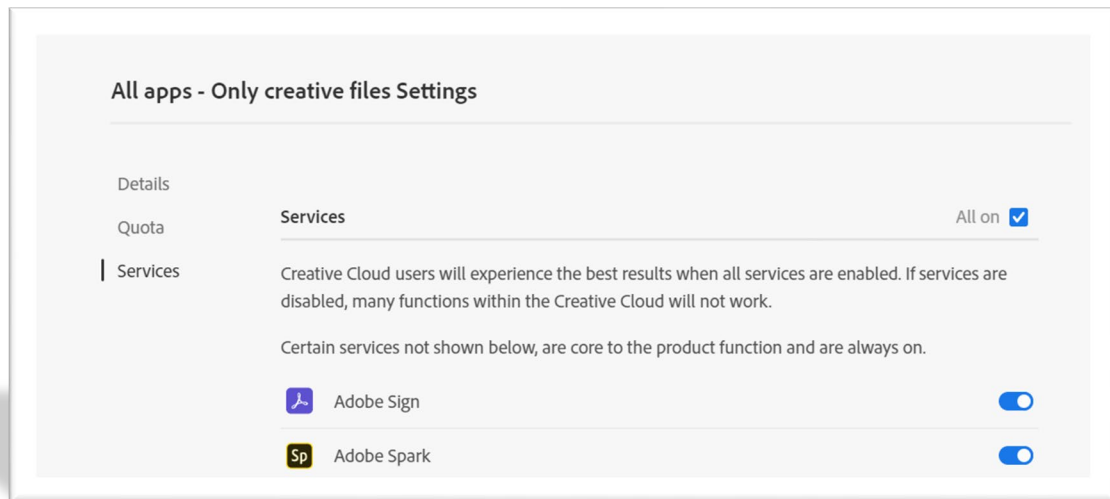 All apps - Only creative files Settings
Details
Quota
Services
Services
All on
Creative Cloud users will experience the best results when all services are enabled. If services are
disabled, many functions within the Creative Cloud will not work.
Certain services not shown below, are core to the product function and are always on.
Adobe Sign
Sp
Adobe Spark